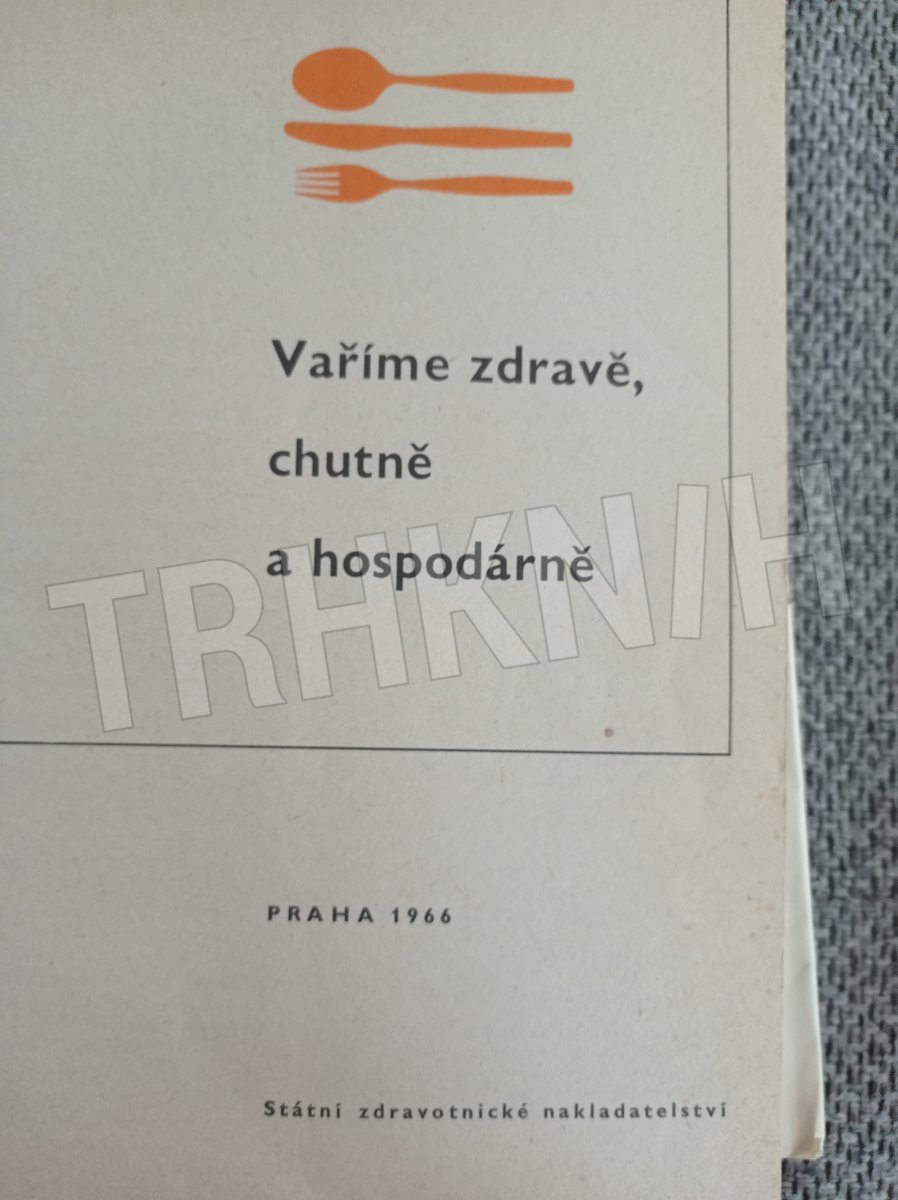 Vaříme zdravě,
chutně
a hospodárně
TRHKNIH
PRAHA 1966
Státní zdravotnické nakladatelství